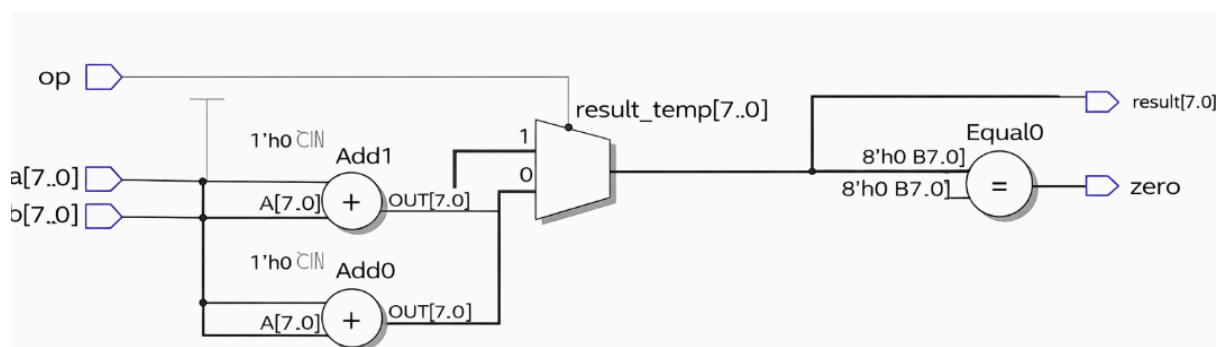 op
result_temp[7..0]
result[7.0]
1'h0 CIN
Add1
1
Equal0
a[7..0]
A[7.0]
OUT[7.0]
0
8'h0 B7.0]
8'h0 B7.0]
=
zero
b[7..0]
+
1'h0 CIN
Add0
A[7.0]
OUT[7.0]
+